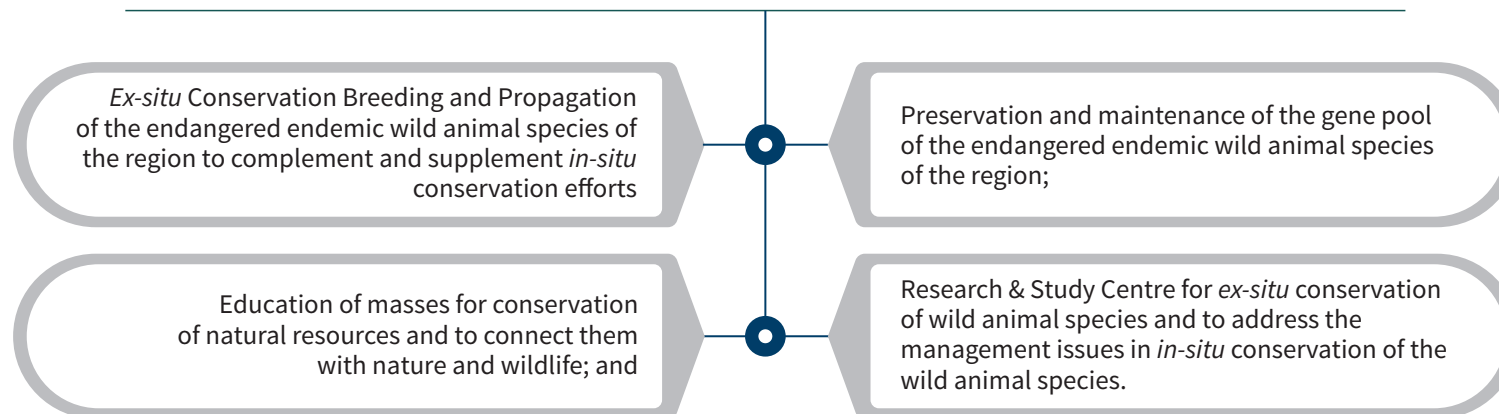 Ex-situ Conservation Breeding and Propagation
of the endangered endemic wild animal species of
the region to complement and supplement in-situ
conservation efforts
Preservation and maintenance of the gene pool
of the endangered endemic wild animal species
of the region;
Education of masses for conservation
of natural resources and to connect them
with nature and wildlife; and
Research & Study Centre for ex-situ conservation
of wild animal species and to address the
management issues in in-situ conservation of the
wild animal species.